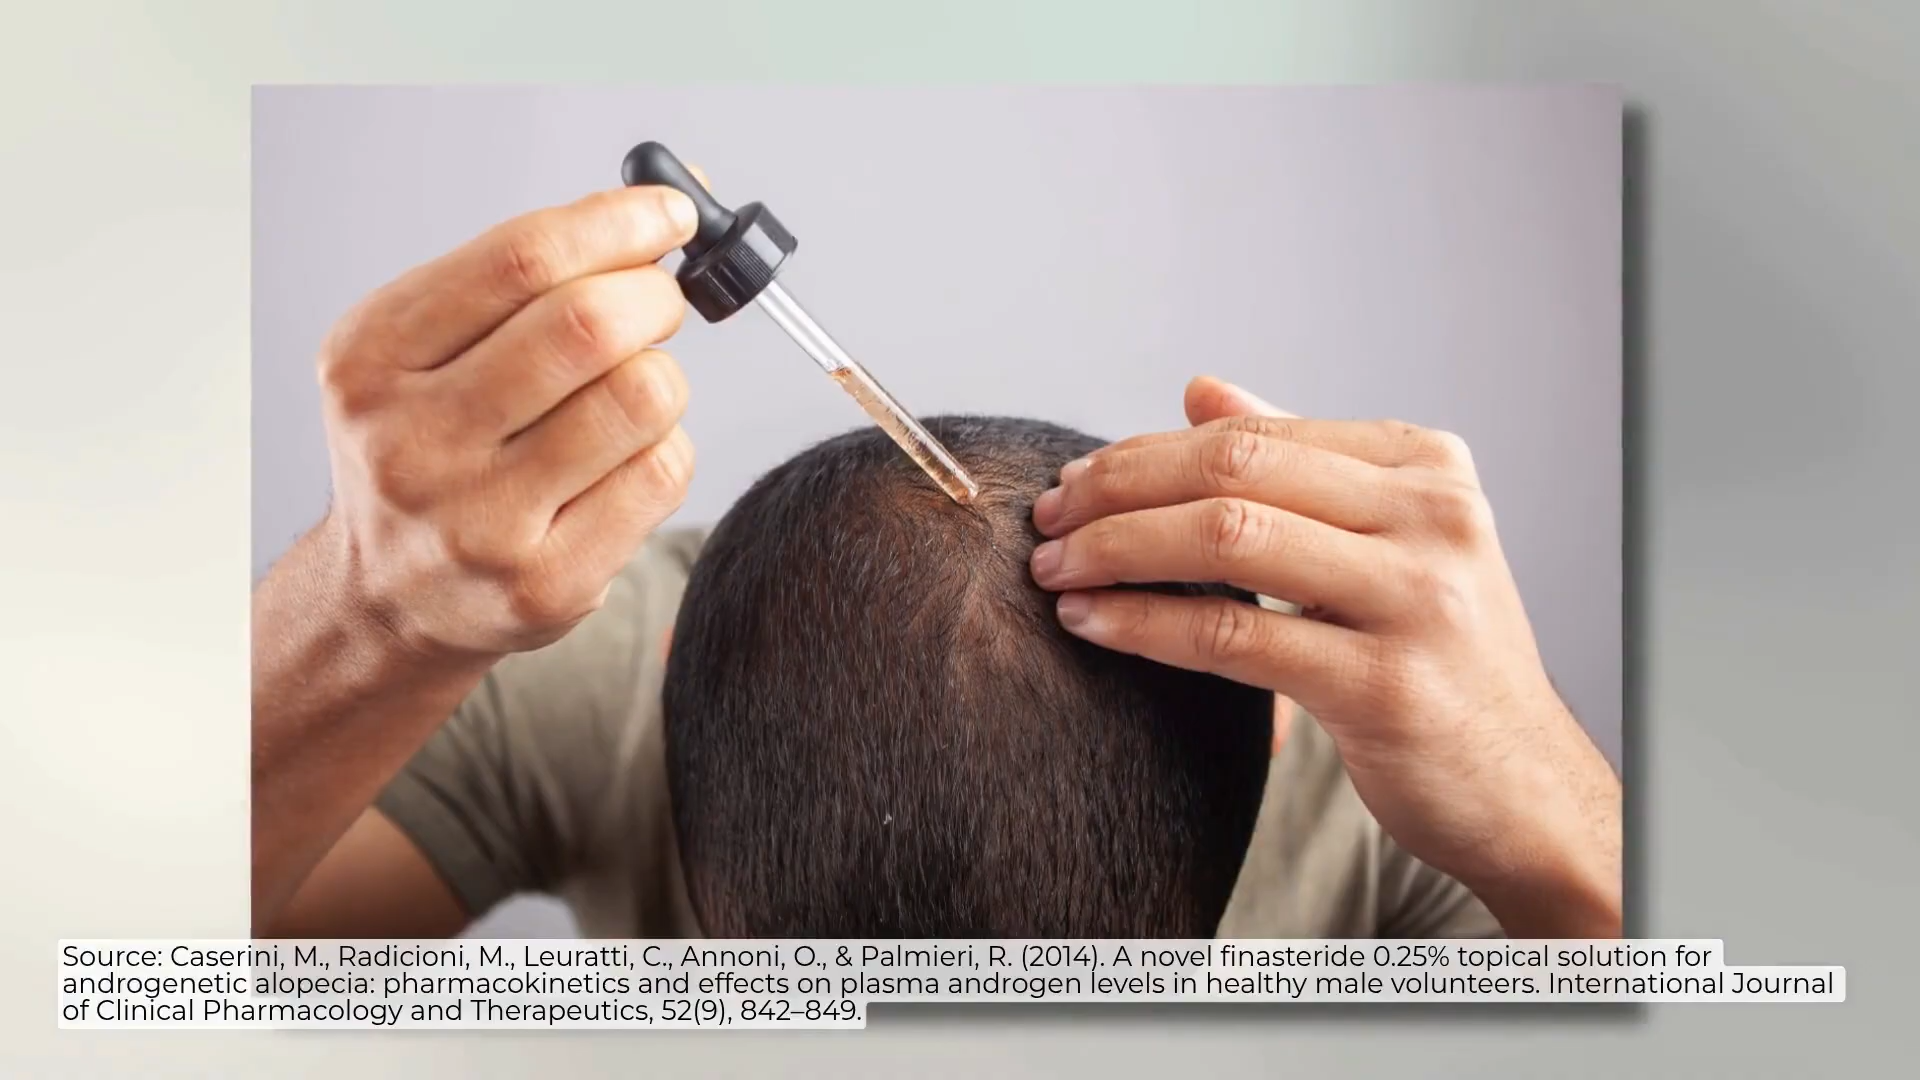 Source: Caserini, M., Radicioni, M., Leuratti, C., Annoni, O., & Palmieri, R. (2014). A novel finasteride 0.25% topical solution for
androgenetic alopecia: pharmacokinetics and effects on plasma androgen levels in healthy male volunteers. International Journal
of Clinical Pharmacology and Therapeutics, 52(9), 842–849.